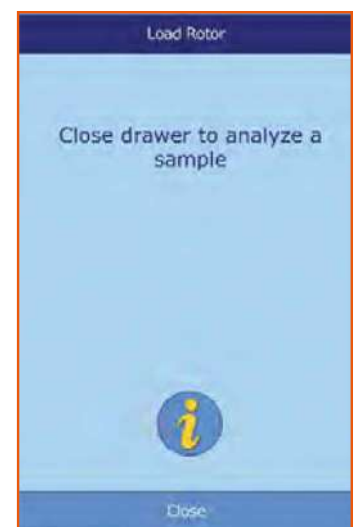 Load Rotor
Close drawer to analyze a
sample
i
Close